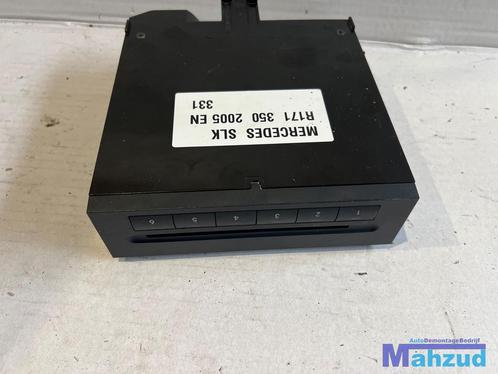 MERCEDES SLK
R171 350 2005 EN
331
1 2 3 4 5 6
AutoDemontageBedrijf
Mahzud